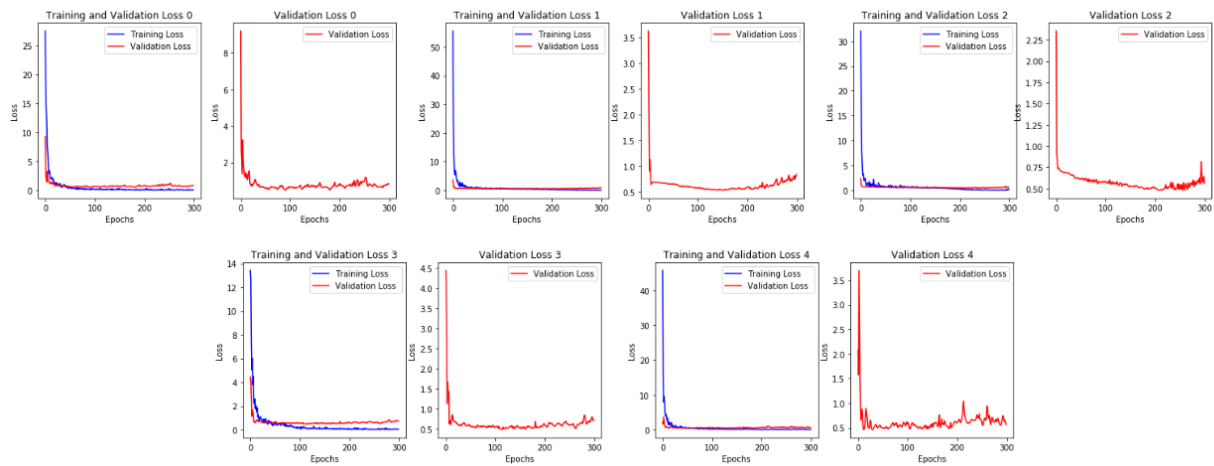 Training and Validation Loss 0
Loss
25
20
15
10
5
0
Training Loss
Validation Loss
0
100
200
300
Epochs
Validation Loss 0
Loss
8
6
4
2
Validation Loss
0
100
200
300
Epochs
Training and Validation Loss 1
Loss
50
40
30
20
10
0
Training Loss
Validation Loss
0
100
200
300
Epochs
Validation Loss 1
Loss
3.5
3.0
2.5
2.0
1.5
1.0
0.5
Validation Loss
0
100
200
300
Epochs
Training and Validation Loss 2
Loss
30
25
20
15
10
5
0
Training Loss
Validation Loss
0
100
200
300
Epochs
Validation Loss 2
Loss
2.25
2.00
1.75
1.50
1.25
1.00
0.75
0.50
Validation Loss
0
100
200
300
Epochs
Training and Validation Loss 3
Loss
14
12
10
8
6
4
2
0
Training Loss
Validation Loss
0
100
200
300
Epochs
Validation Loss 3
Loss
4.5
4.0
3.5
3.0
2.5
2.0
1.5
1.0
0.5
Validation Loss
0
100
200
300
Epochs
Training and Validation Loss 4
Loss
40
30
20
10
0
Training Loss
Validation Loss
0
100
200
300
Epochs
Validation Loss 4
Loss
3.5
3.0
2.5
2.0
1.5
1.0
0.5
Validation Loss
0
100
200
300
Epochs